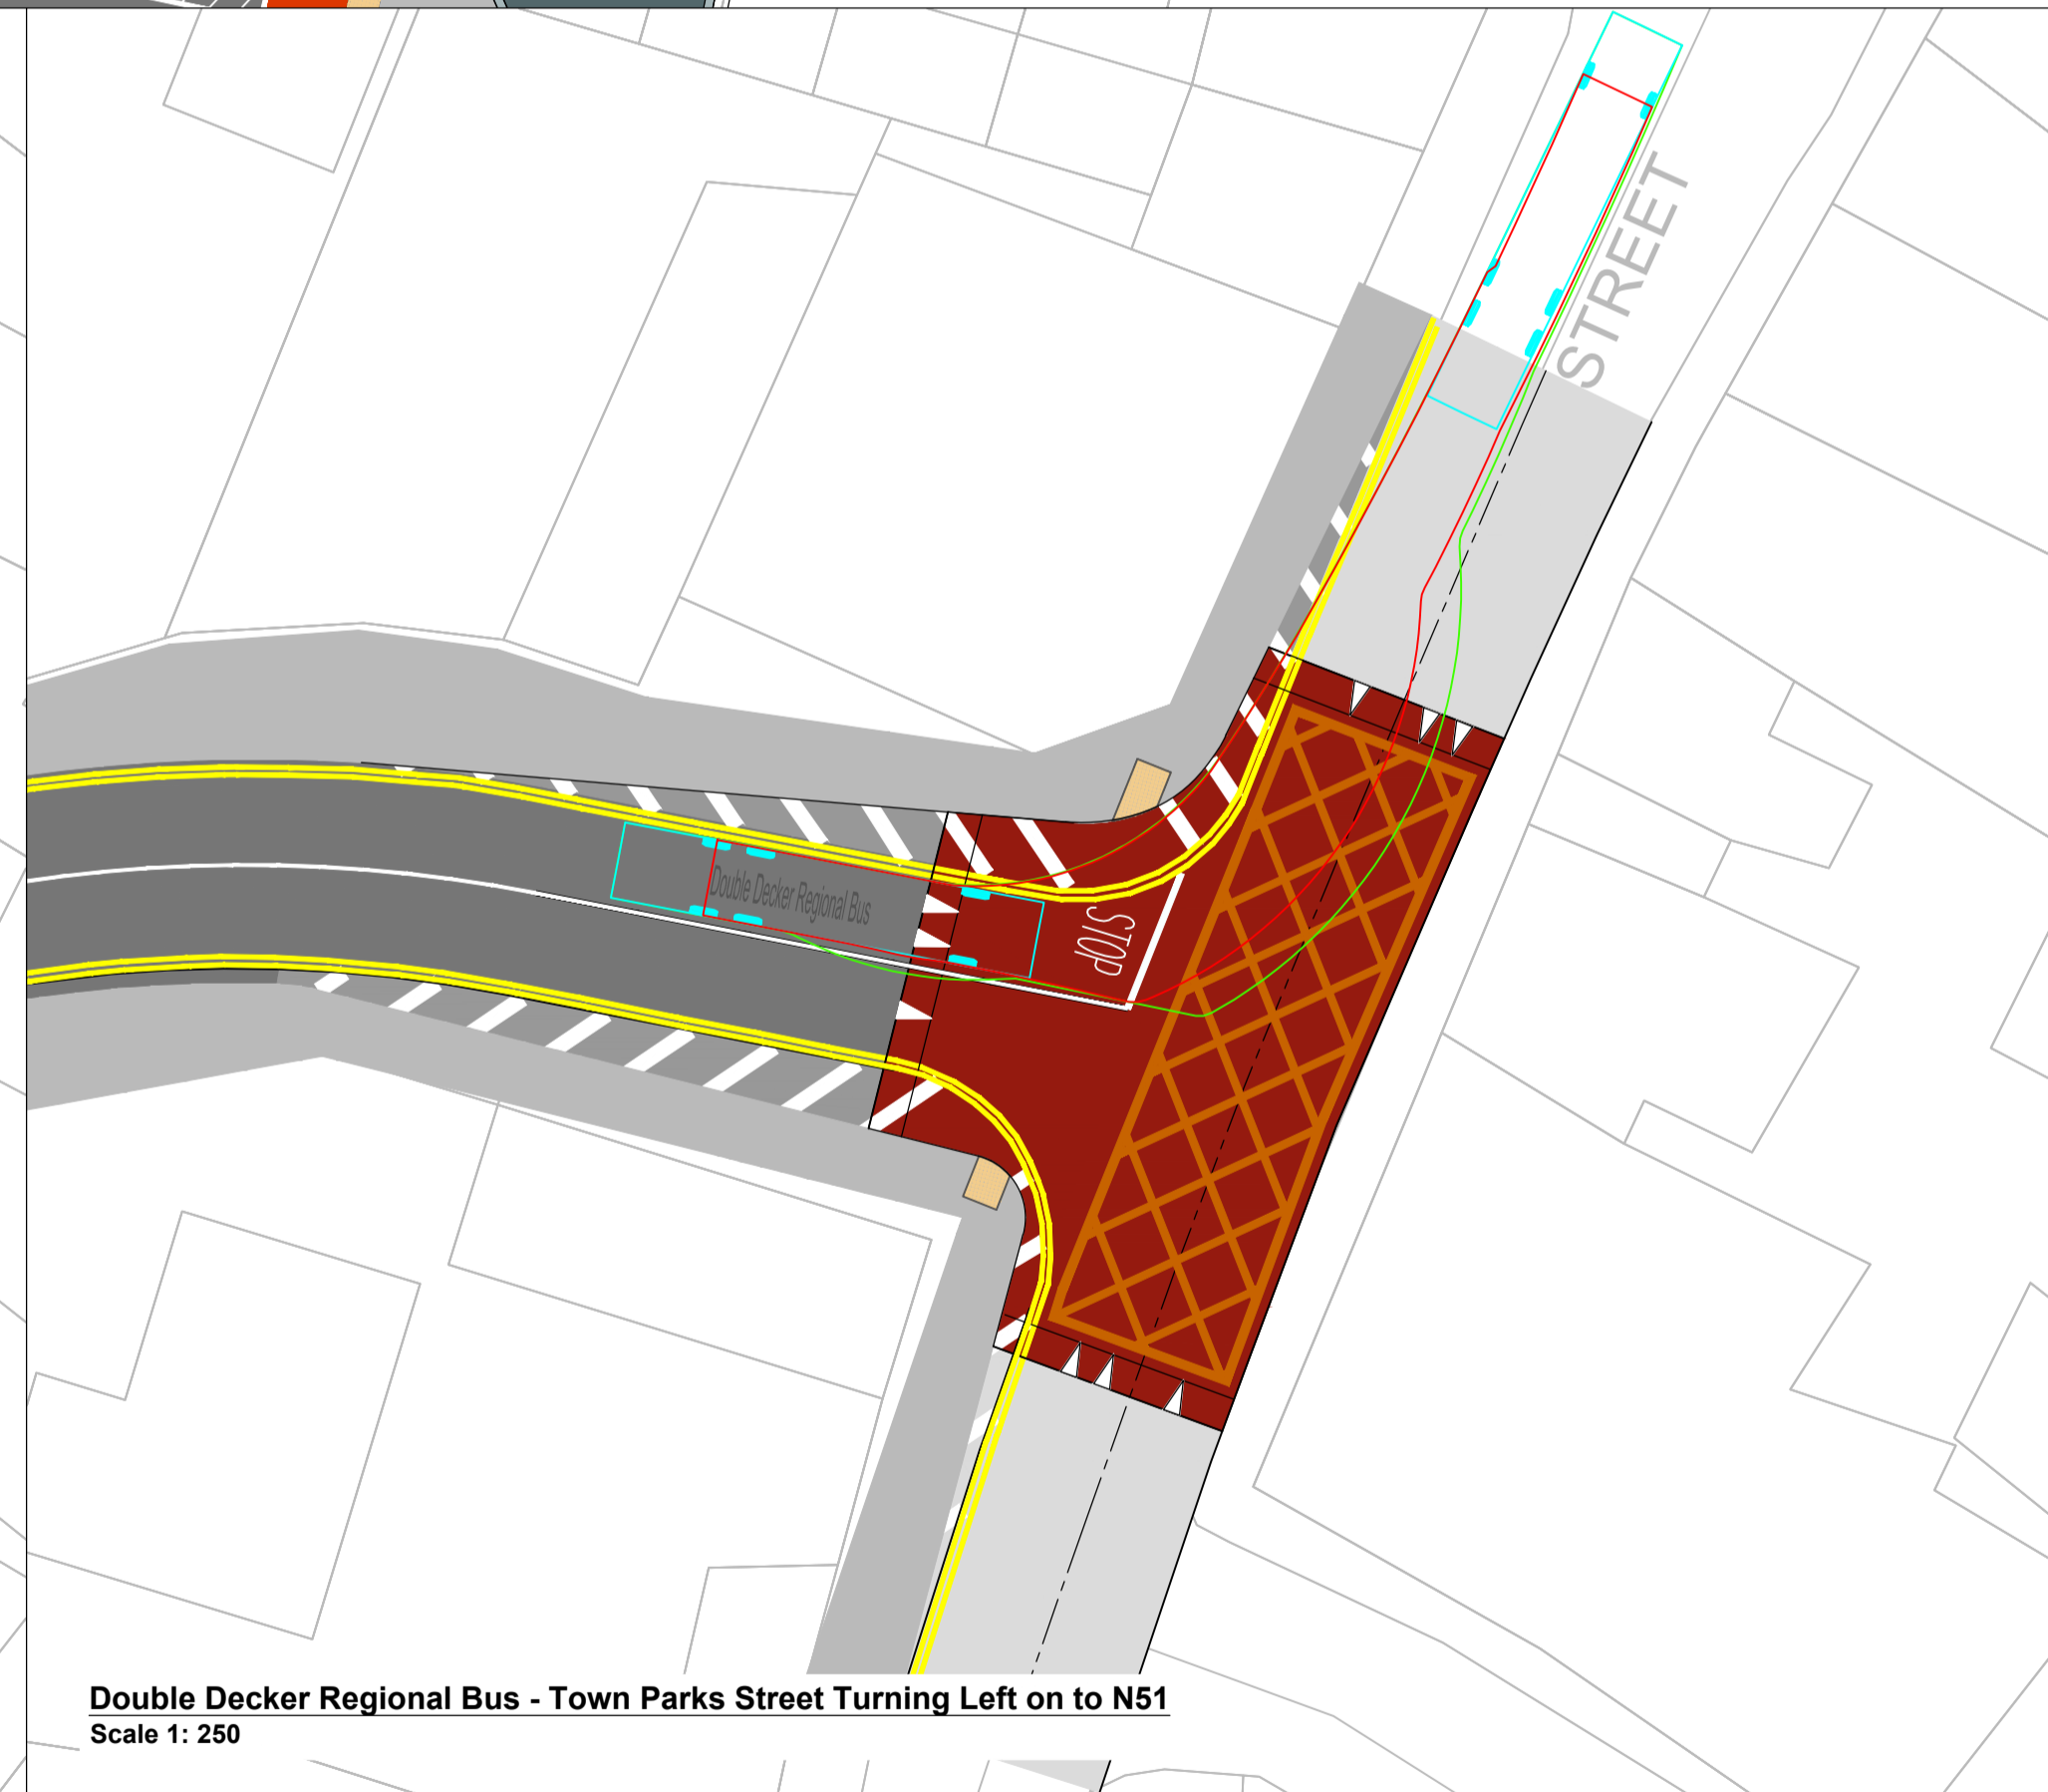 STREET
Double Decker Regional Bus
STOP
Double Decker Regional Bus - Town Parks Street Turning Left on to N51
Scale 1: 250